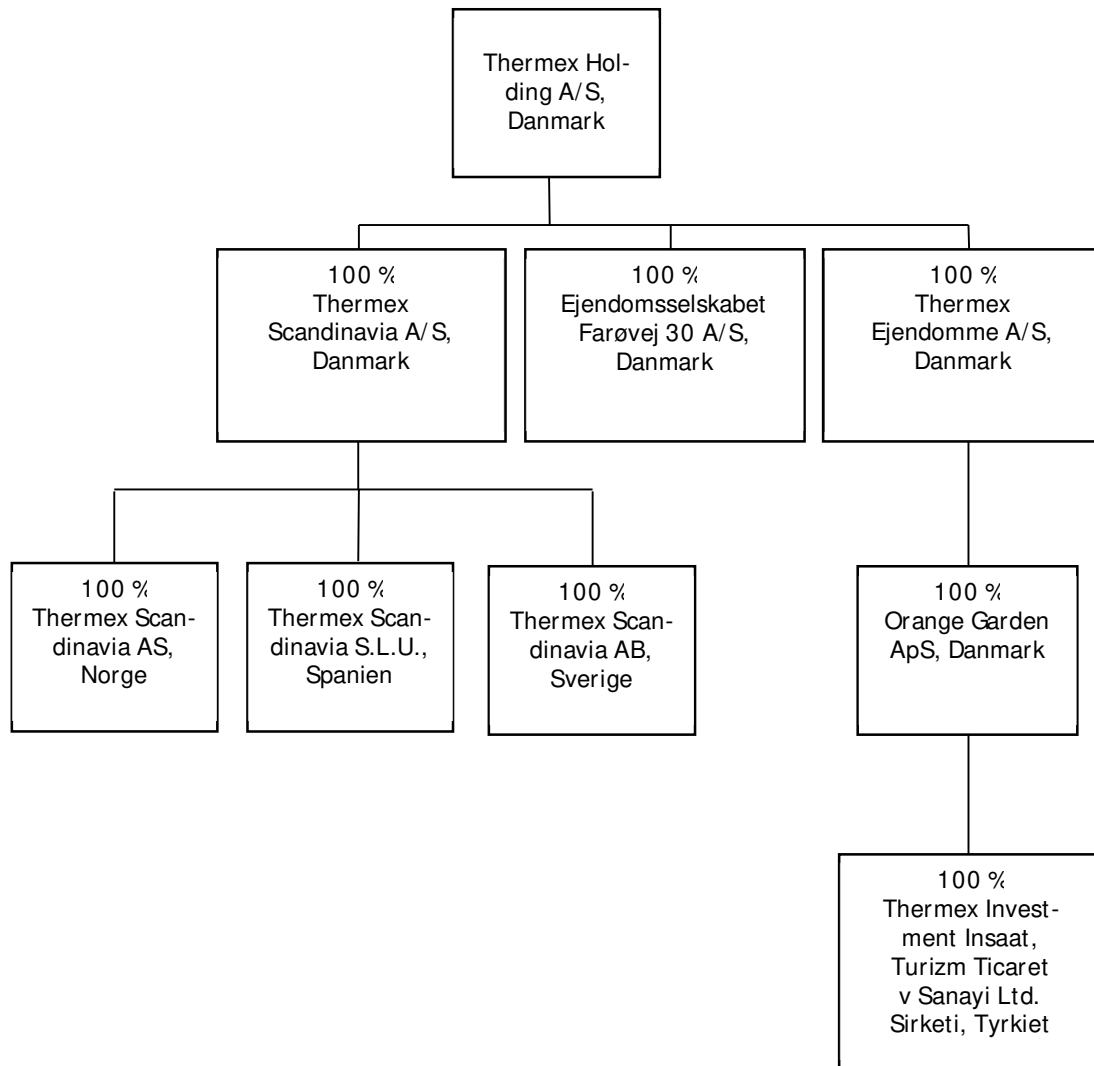 Thermex Hol-
ding A/S,
Danmark
100 %
Thermex
Scandinavia A/S,
Danmark
100 %
Ejendomsselskabet
Farøvej 30 A/S,
Danmark
100 %
Thermex
Ejendomme A/S,
Danmark
100 %
Thermex Scan-
dinavia AS,
Norge
100 %
Thermex Scan-
dinavia S.L.U.,
Spanien
100 %
Thermex Scan-
dinavia AB,
Sverige
100 %
Orange Garden
ApS, Danmark
100 %
Thermex Invest-
ment Insaat,
Turizm Ticaret
v Sanayi Ltd.
Sirketi, Tyrkiet